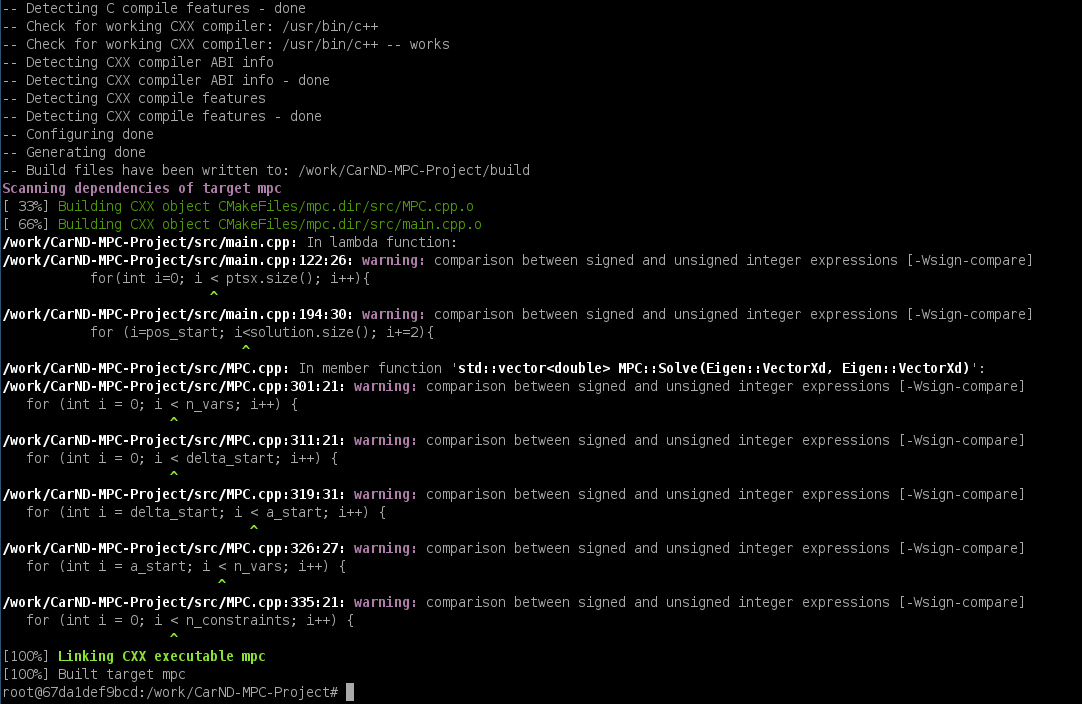 -- Detecting C compile features - done
-- Check for working CXX compiler: /usr/bin/c++
-- Check for working CXX compiler: /usr/bin/c++ -- works
-- Detecting CXX compiler ABI info
-- Detecting CXX compiler ABI info - done
-- Detecting CXX compile features
-- Detecting CXX compile features - done
-- Configuring done
-- Generating done
-- Build files have been written to: /work/CarND-MPC-Project/build
Scanning dependencies of target mpc
[ 33%] Building CXX object CMakeFiles/mpc.dir/src/MPC.cpp.o
[ 66%] Building CXX object CMakeFiles/mpc.dir/src/main.cpp.o
/work/CarND-MPC-Project/src/main.cpp: In lambda function:
/work/CarND-MPC-Project/src/main.cpp:122:26: warning: comparison between signed and unsigned integer expressions [-Wsign-compare]
           for(int i=0; i < ptsx.size(); i++){
                          ^
/work/CarND-MPC-Project/src/main.cpp:194:30: warning: comparison between signed and unsigned integer expressions [-Wsign-compare]
           for (i=pos_start; i<solution.size(); i+=2){
                              ^
/work/CarND-MPC-Project/src/MPC.cpp: In member function 'std::vector<double> MPC::Solve(Eigen::VectorXd, Eigen::VectorXd)':
/work/CarND-MPC-Project/src/MPC.cpp:301:21: warning: comparison between signed and unsigned integer expressions [-Wsign-compare]
   for (int i = 0; i < n_vars; i++) {
                     ^
/work/CarND-MPC-Project/src/MPC.cpp:311:21: warning: comparison between signed and unsigned integer expressions [-Wsign-compare]
   for (int i = 0; i < delta_start; i++) {
                     ^
/work/CarND-MPC-Project/src/MPC.cpp:319:31: warning: comparison between signed and unsigned integer expressions [-Wsign-compare]
   for (int i = delta_start; i < a_start; i++) {
                               ^
/work/CarND-MPC-Project/src/MPC.cpp:326:27: warning: comparison between signed and unsigned integer expressions [-Wsign-compare]
   for (int i = a_start; i < n_vars; i++) {
                           ^
/work/CarND-MPC-Project/src/MPC.cpp:335:21: warning: comparison between signed and unsigned integer expressions [-Wsign-compare]
   for (int i = 0; i < n_constraints; i++) {
                     ^
[100%] Linking CXX executable mpc
[100%] Built target mpc
root@67da1def9bcd:/work/CarND-MPC-Project#